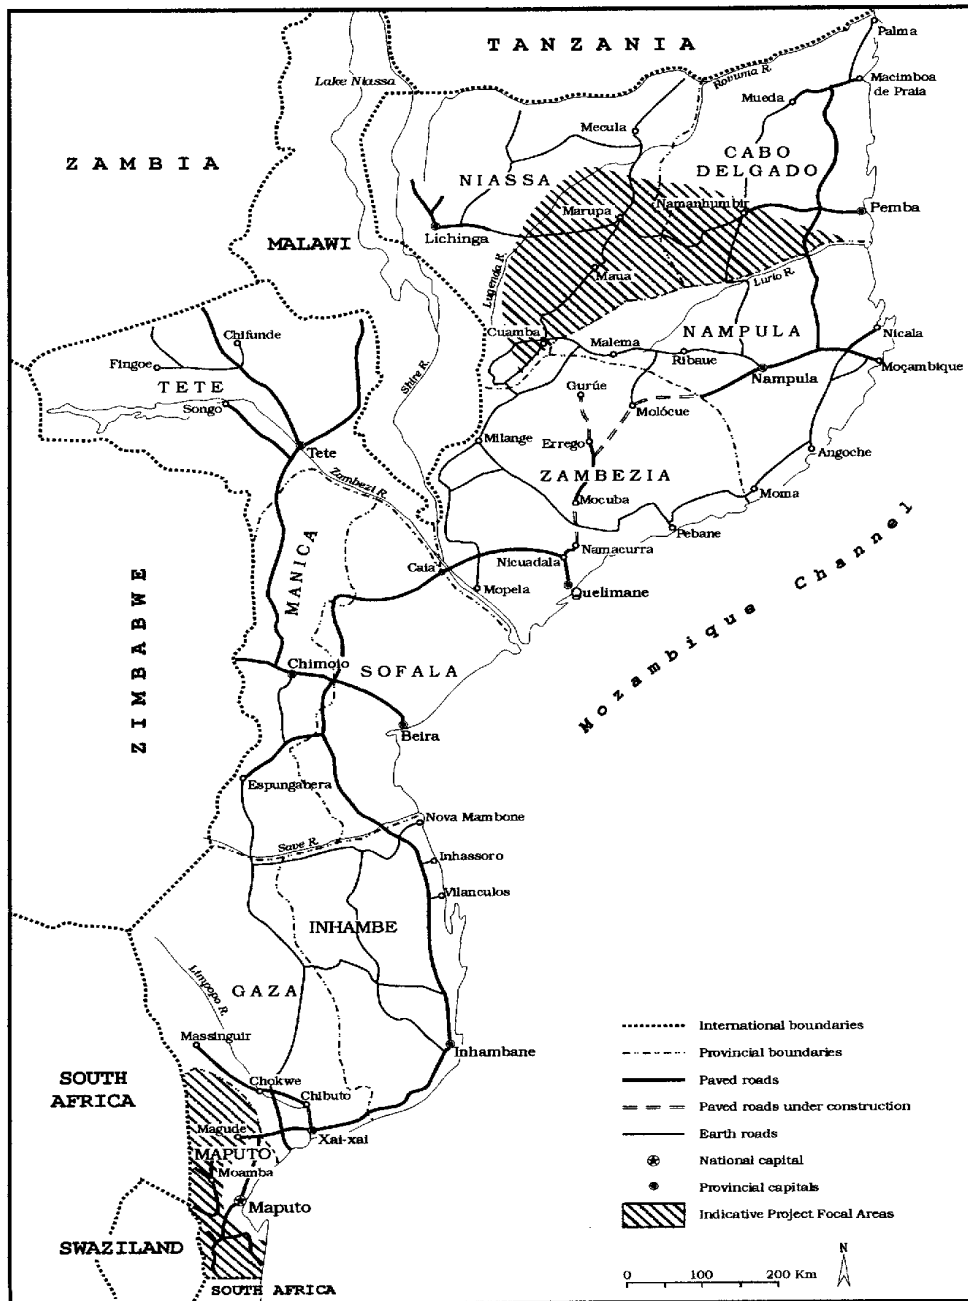 TANZANIA
Palma
Lake Niassa
Rovuma R.
Macimboa
de Praia
Mueda
Mecula
ZAMBIA
CABO
DELGADO
NIASSA
Namanhumbir
Marupa
Pemba
Lichinga
MALAWI
Lugenda R.
Maua
Lurio R.
Cuamba
NAMPULA
Nicala
Chifunde
Malema
Ribaue
Fingoe
Moçambique
Nampula
TETE
Shire R.
Gurúe
Songo
Molócue
Milange
Errego
Tete
Angoche
Zambezi R.
ZAMBEZIA
Moma
Mocuba
Pebane
MANICA
Namacurra
Nicuadala
Caia
Mopela
Quelimane
ZIMBABWE
Mozambique Channel
Chimoio
SOFALA
Beira
Espungabera
Nova Mambone
Save R.
Inhassoro
Vilanculos
INHAMBE
Limpopo R.
GAZA
Massinguir
Inhambane
SOUTH
AFRICA
Chokwe
Chibuto
Magude
Xai-xai
MAPUTO
Moamba
Maputo
SWAZILAND
SOUTH AFRICA
International boundaries
Provincial boundaries
Paved roads
Paved roads under construction
Earth roads
National capital
Provincial capitals
Indicative Project Focal Areas
N
0 100 200 Km